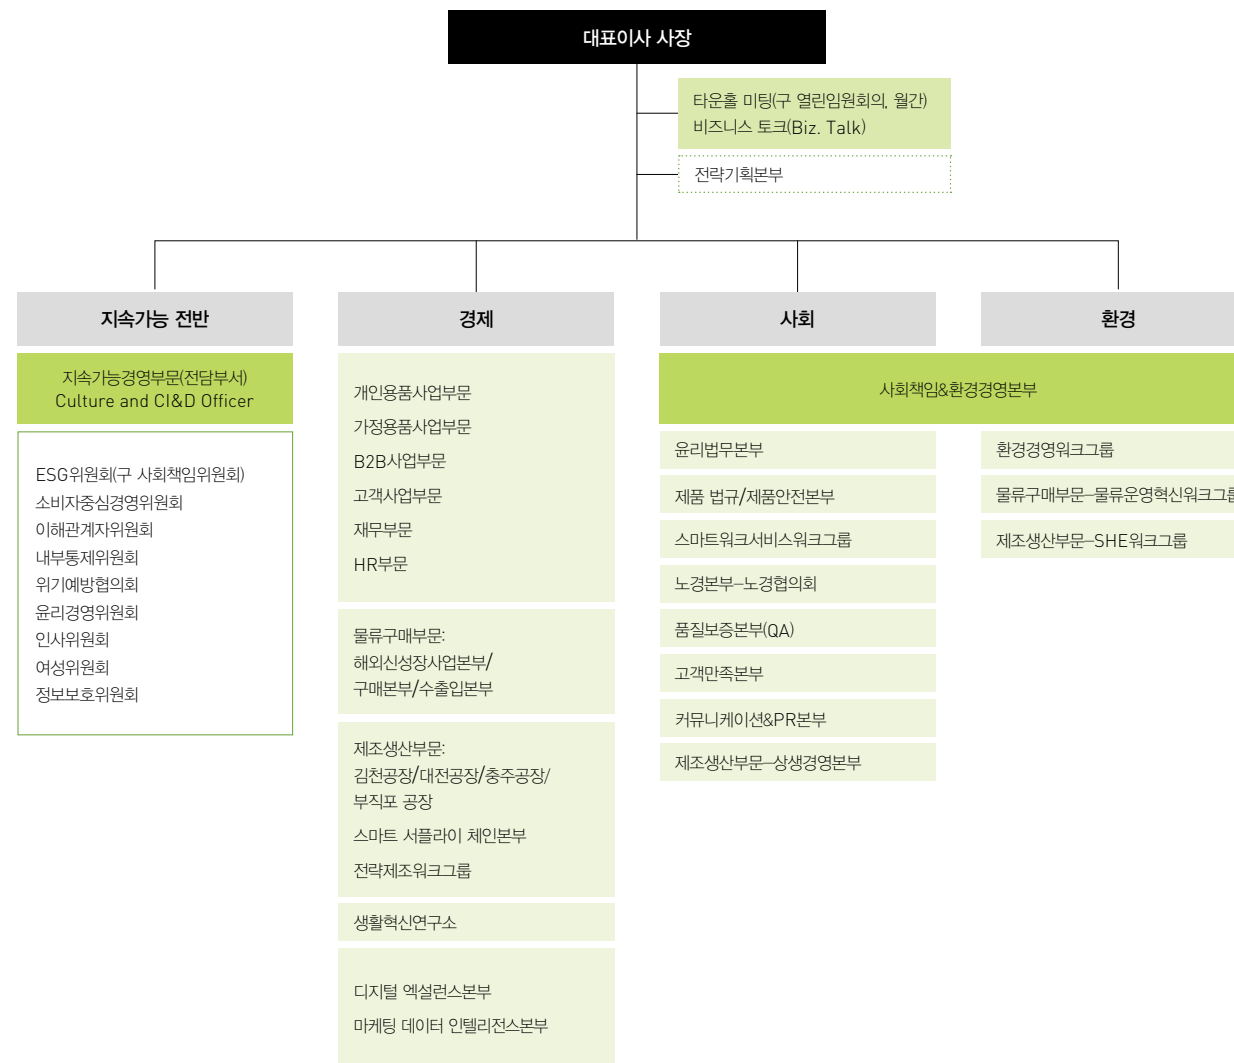 대표이사 사장
타운홀 미팅(구 열린임원회의, 월간)
비즈니스 토크(Biz. Talk)
전략기획본부
지속가능 전반
지속가능경영부문(전담부서)
Culture and CI&D Officer
ESG위원회(구 사회책임위원회)
소비자중심경영위원회
이해관계자위원회
내부통제위원회
위기예방협의회
윤리경영위원회
인사위원회
여성위원회
정보보호위원회
경제
개인용품사업부문
가정용품사업부문
B2B사업부문
고객사업부문
재무부문
HR부문
물류구매부문:
해외신성장사업본부/
구매본부/수출입본부
제조생산부문:
김천공장/대전공장/충주공장/
부직포 공장
스마트 서플라이 체인본부
전략제조워크그룹
생활혁신연구소
디지털 엑설런스본부
마케팅 데이터 인텔리전스본부
사회
환경
사회책임&환경경영본부
윤리법무본부
제품 법규/제품안전본부
스마트워크서비스워크그룹
노경본부–노경협의회
품질보증본부(QA)
고객만족본부
커뮤니케이션&PR본부
제조생산부문–상생경영본부
환경경영워크그룹
물류구매부문–물류운영혁신워크그룹
제조생산부문–SHE워크그룹